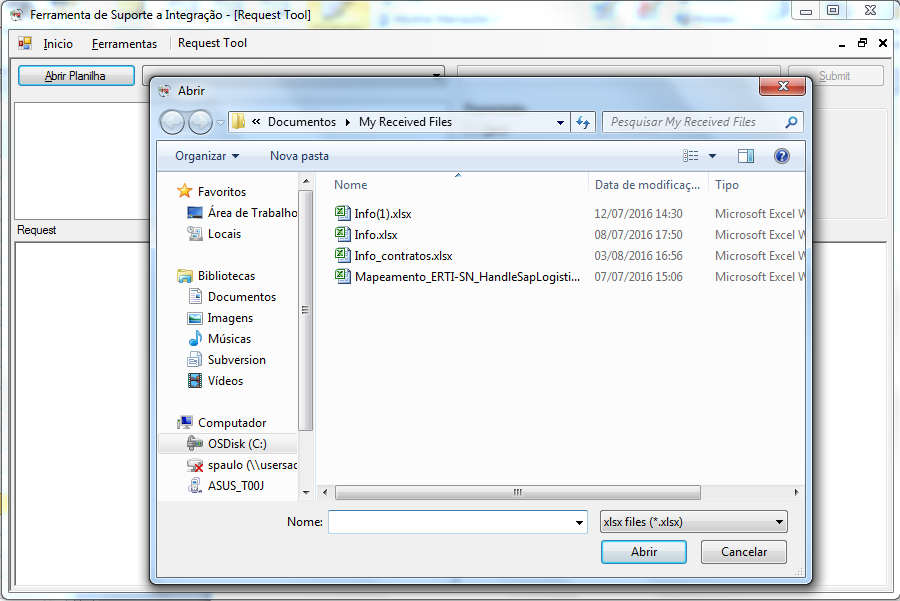 Ferramenta de Suporte a Integração - [Request Tool]
Início Ferramentas Request Tool
Abrir Planilha Submit
Request
Abrir
« Documentos My Received Files Pesquisar My Received Files
Organizar Nova pasta
Favoritos
Área de Trabalho
Locais
Bibliotecas
Documentos
Imagens
Músicas
Subversion
Vídeos
Computador
OSDisk (C:)
spaulo (\\usersac
ASUS_T00J
Nome Data de modificaç... Tipo
Info(1).xlsx 12/07/2016 14:30 Microsoft Excel W
Info.xlsx 08/07/2016 17:50 Microsoft Excel W
Info_contratos.xlsx 03/08/2016 16:56 Microsoft Excel W
Mapeamento_ERTI-SN_HandleSapLogisti... 07/07/2016 15:06 Microsoft Excel W
Nome: xlsx files (*.xlsx)
Abrir Cancelar